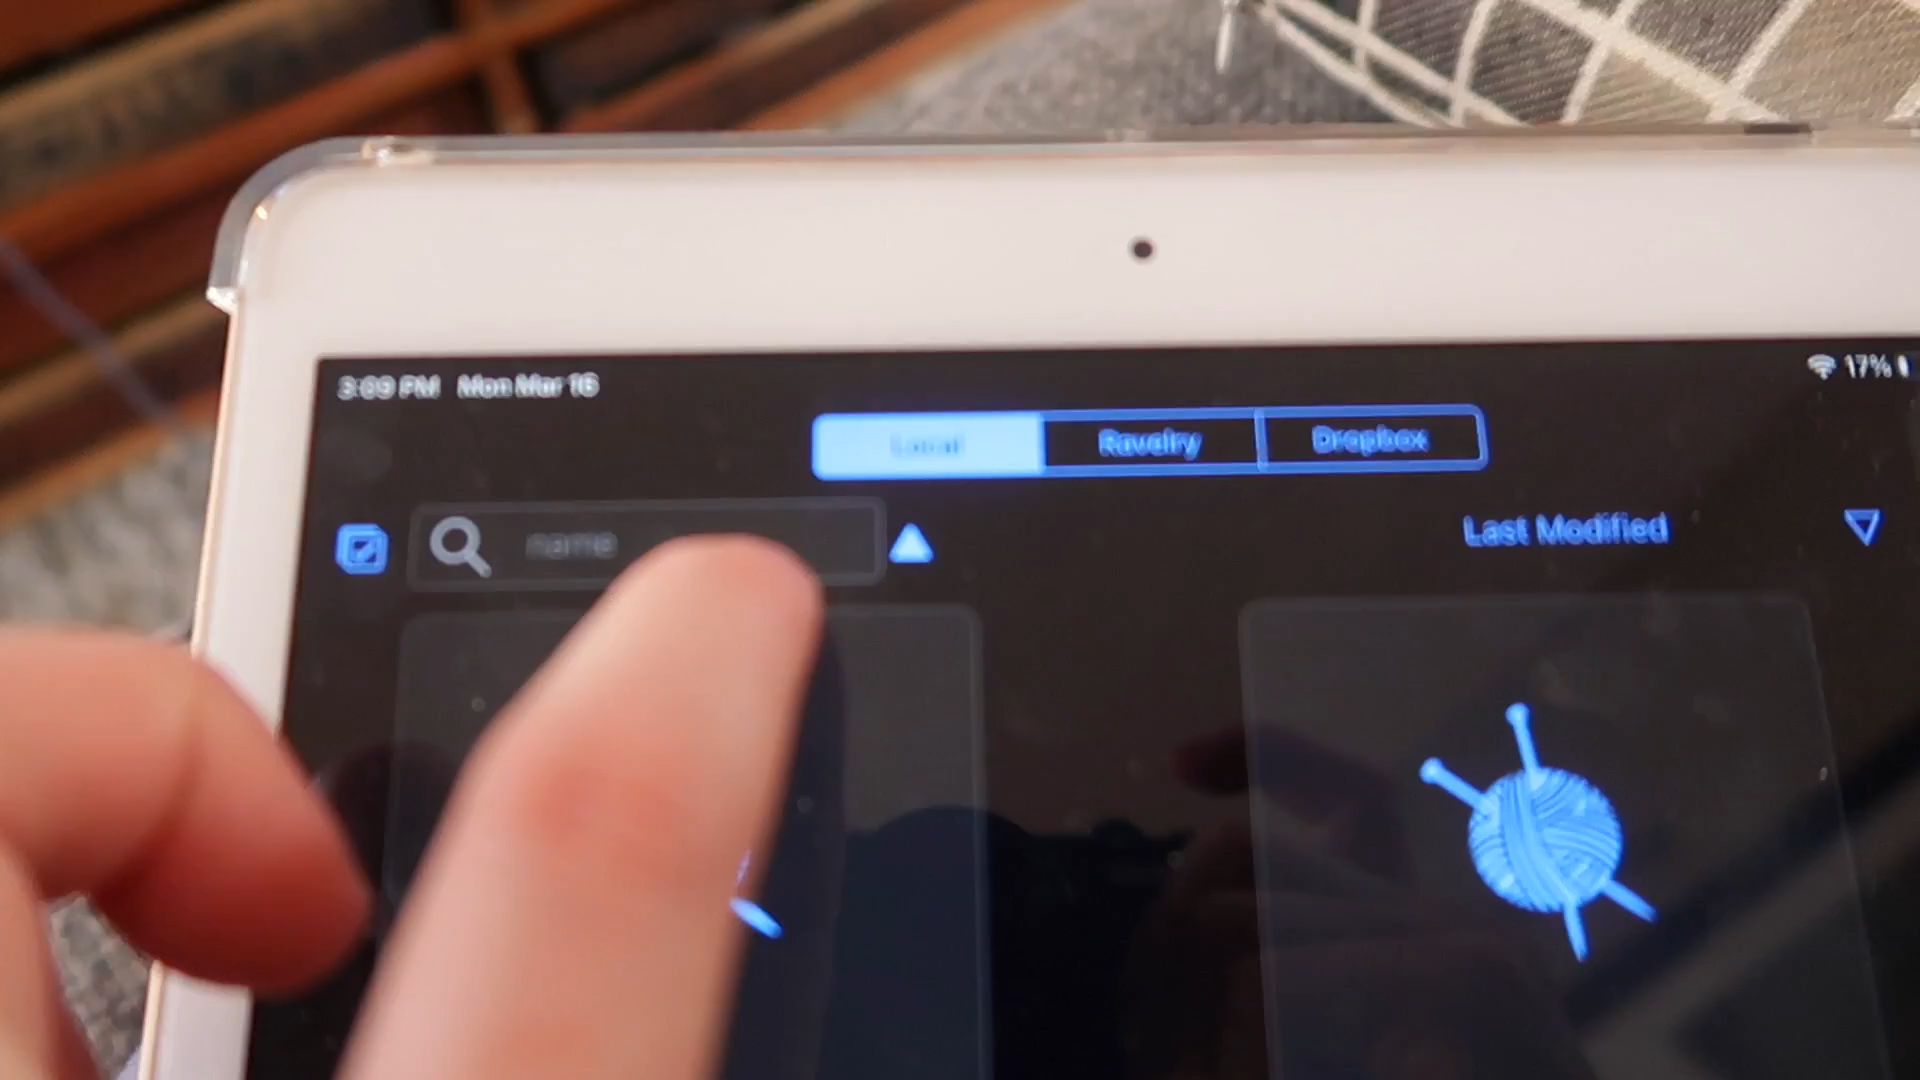 3:09 PM Mon Mar 16
17%
Local Ravelry Dropbox
name
Last Modified